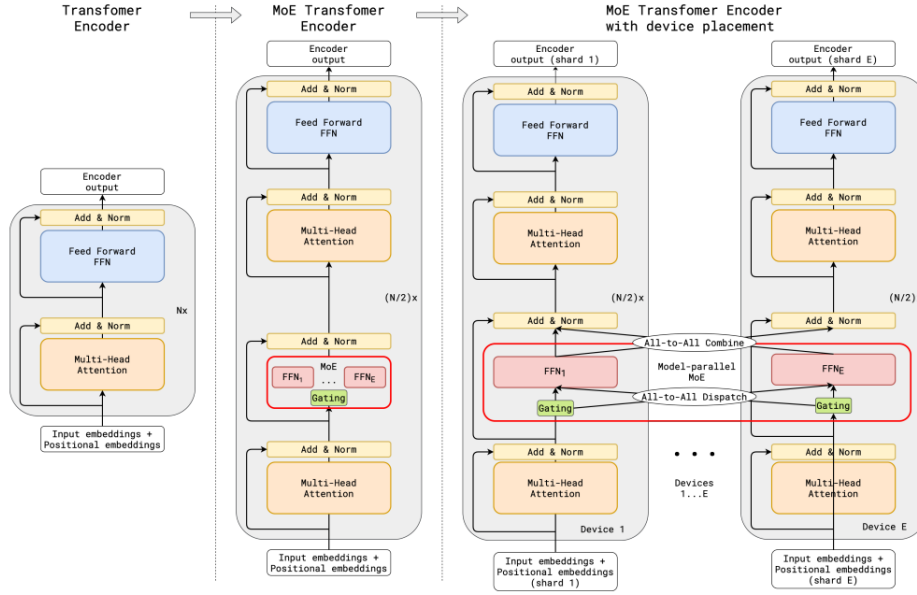 Transfomer
Encoder
Encoder
output
Add & Norm
Feed Forward
FFN
Nx
Add & Norm
Multi-Head
Attention
Input embeddings +
Positional embeddings
MoE Transfomer
Encoder
Encoder
output
Add & Norm
Feed Forward
FFN
Add & Norm
Multi-Head
Attention
(N/2)x
Add & Norm
MoE
FFN1 ... FFNE
Gating
Add & Norm
Multi-Head
Attention
Input embeddings +
Positional embeddings
MoE Transfomer Encoder
with device placement
Encoder
output (shard 1)
Add & Norm
Feed Forward
FFN
Add & Norm
Multi-Head
Attention
(N/2)x
Add & Norm
All-to-All Combine
FFN1
Model-parallel
MoE
All-to-All Dispatch
Gating
Add & Norm
Multi-Head
Attention
Device 1
Input embeddings +
Positional embeddings
(shard 1)
Devices
1...E
Encoder
output (shard E)
Add & Norm
Feed Forward
FFN
Add & Norm
Multi-Head
Attention
(N/2)
Add & Norm
FFNE
Gating
Add & Norm
Multi-Head
Attention
Device E
Input embeddings +
Positional embeddings
(shard E)